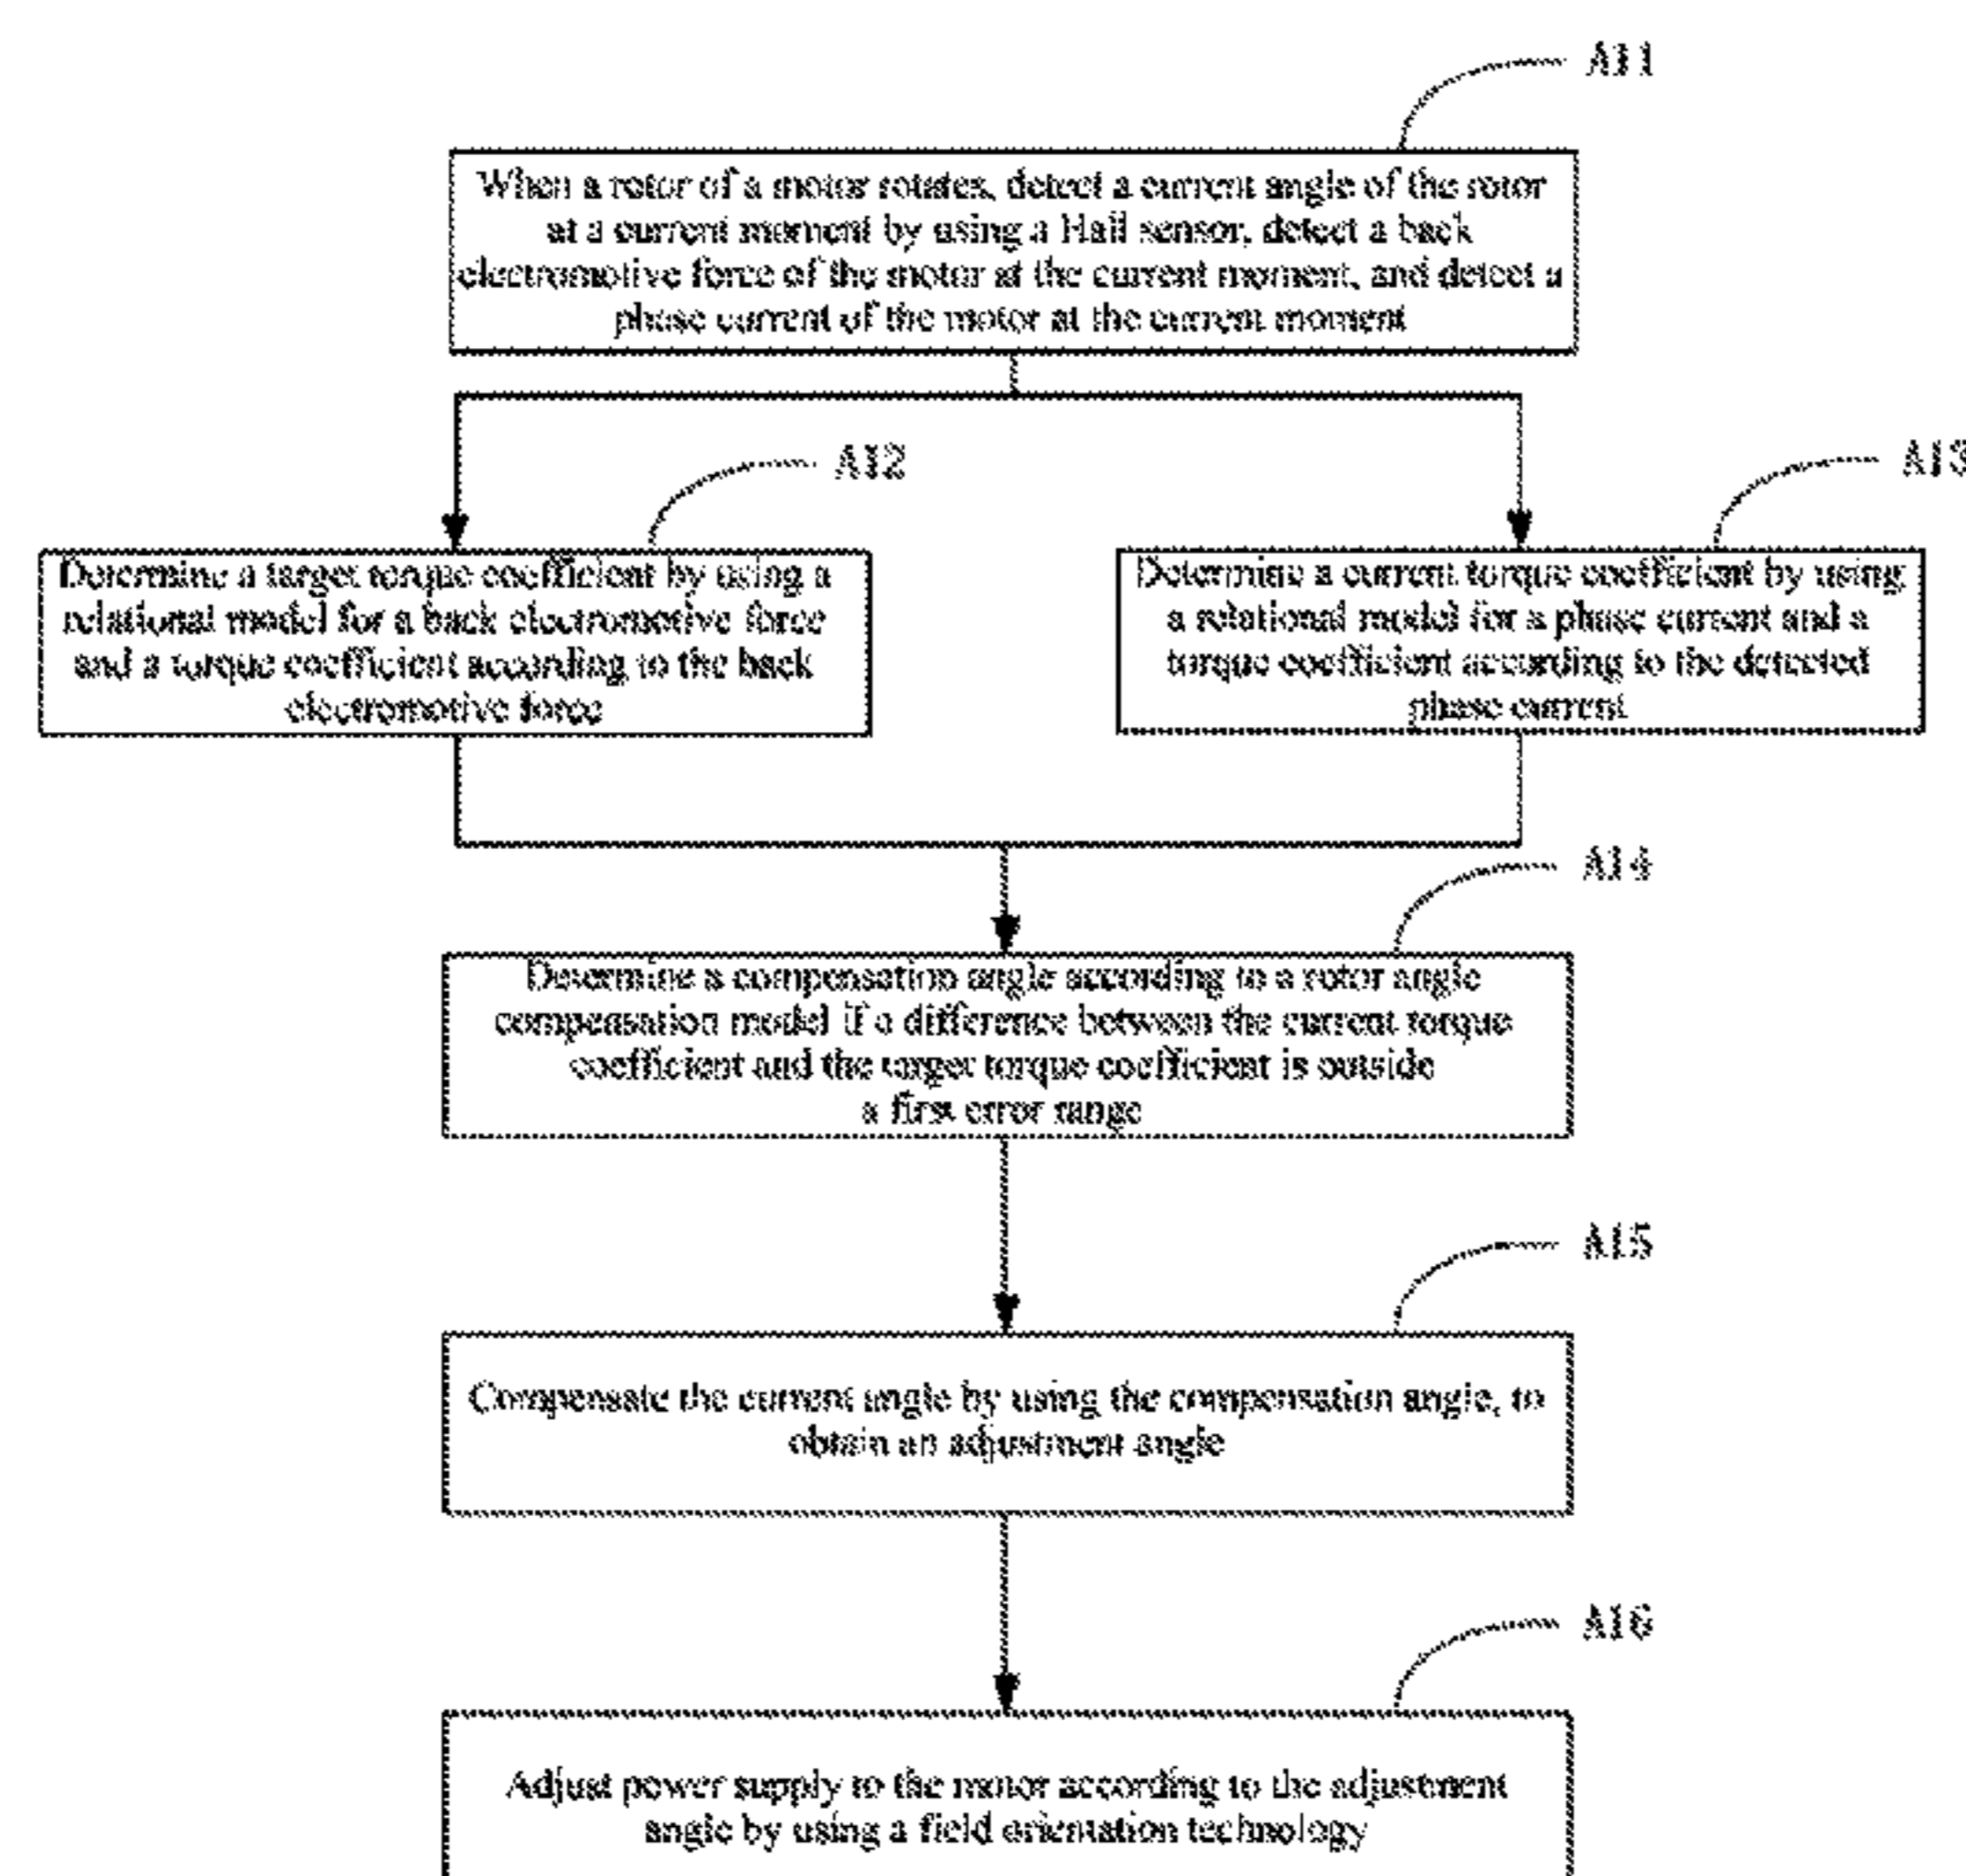 A11
When a rotor of a motor rotates, detect a current angle of the rotor
at a current moment by using a Hall sensor, detect a back
electromotive force of the motor at the current moment, and detect a
phase current of the motor at the current moment
A12
A13
Determine a target torque coefficient by using a
relational model for a back electromotive force
and a torque coefficient according to the back
electromotive force
Determine a current torque coefficient by using
a relational model for a phase current and a
torque coefficient according to the detected
phase current
A14
Determine a compensation angle according to a rotor angle
compensation model if a difference between the current torque
coefficient and the target torque coefficient is outside
a first error range
A15
Compensate the current angle by using the compensation angle, to
obtain an adjustment angle
A16
Adjust power supply to the motor according to the adjustment
angle by using a field orientation technology